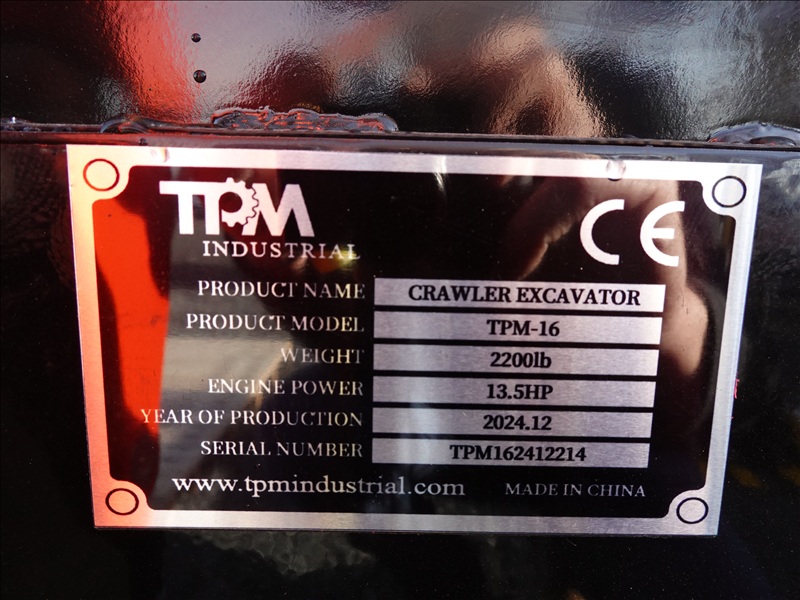 TPM
INDUSTRIAL
CE
PRODUCT NAME CRAWLER EXCAVATOR
PRODUCT MODEL TPM-16
WEIGHT 2200lb
ENGINE POWER 13.5HP
YEAR OF PRODUCTION 2024.12
SERIAL NUMBER TPM162412214
www.tpmindustrial.com MADE IN CHINA